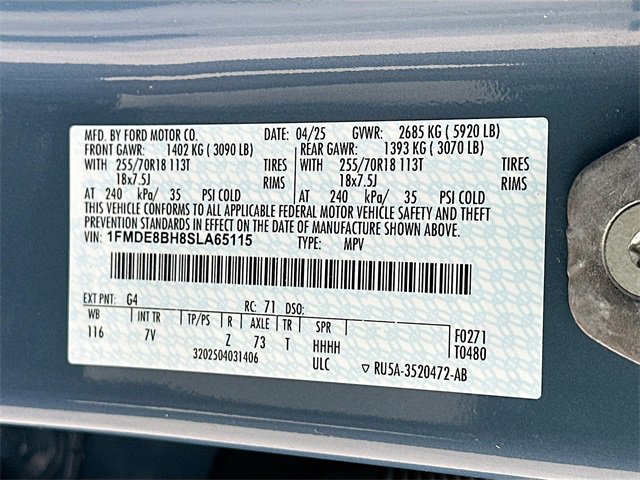 MFD. BY FORD MOTOR CO. DATE: 04/25 GVWR: 2685 KG ( 5920 LB)
FRONT GAWR: 1402 KG ( 3090 LB) REAR GAWR: 1393 KG ( 3070 LB)
WITH 255/70R18 113T TIRES WITH 255/70R18 113T TIRES
18x7.5J RIMS 18x7.5J RIMS
AT 240 kPa/ 35 PSI COLD AT 240 kPa/ 35 PSI COLD
THIS VEHICLE CONFORMS TO ALL APPLICABLE FEDERAL MOTOR VEHICLE SAFETY AND THEFT
PREVENTION STANDARDS IN EFFECT ON THE DATE OF MANUFACTURE SHOWN ABOVE.
VIN: 1FMDE8BH8SLA65115 TYPE: MPV
EXT PNT: G4 RC: 71 DSO:
WB INT TR TP/PS R AXLE TR SPR F0271
116 7V Z 73 T HHHH T0480
3202504031406 ULC ▽ RU5A-3520472-AB